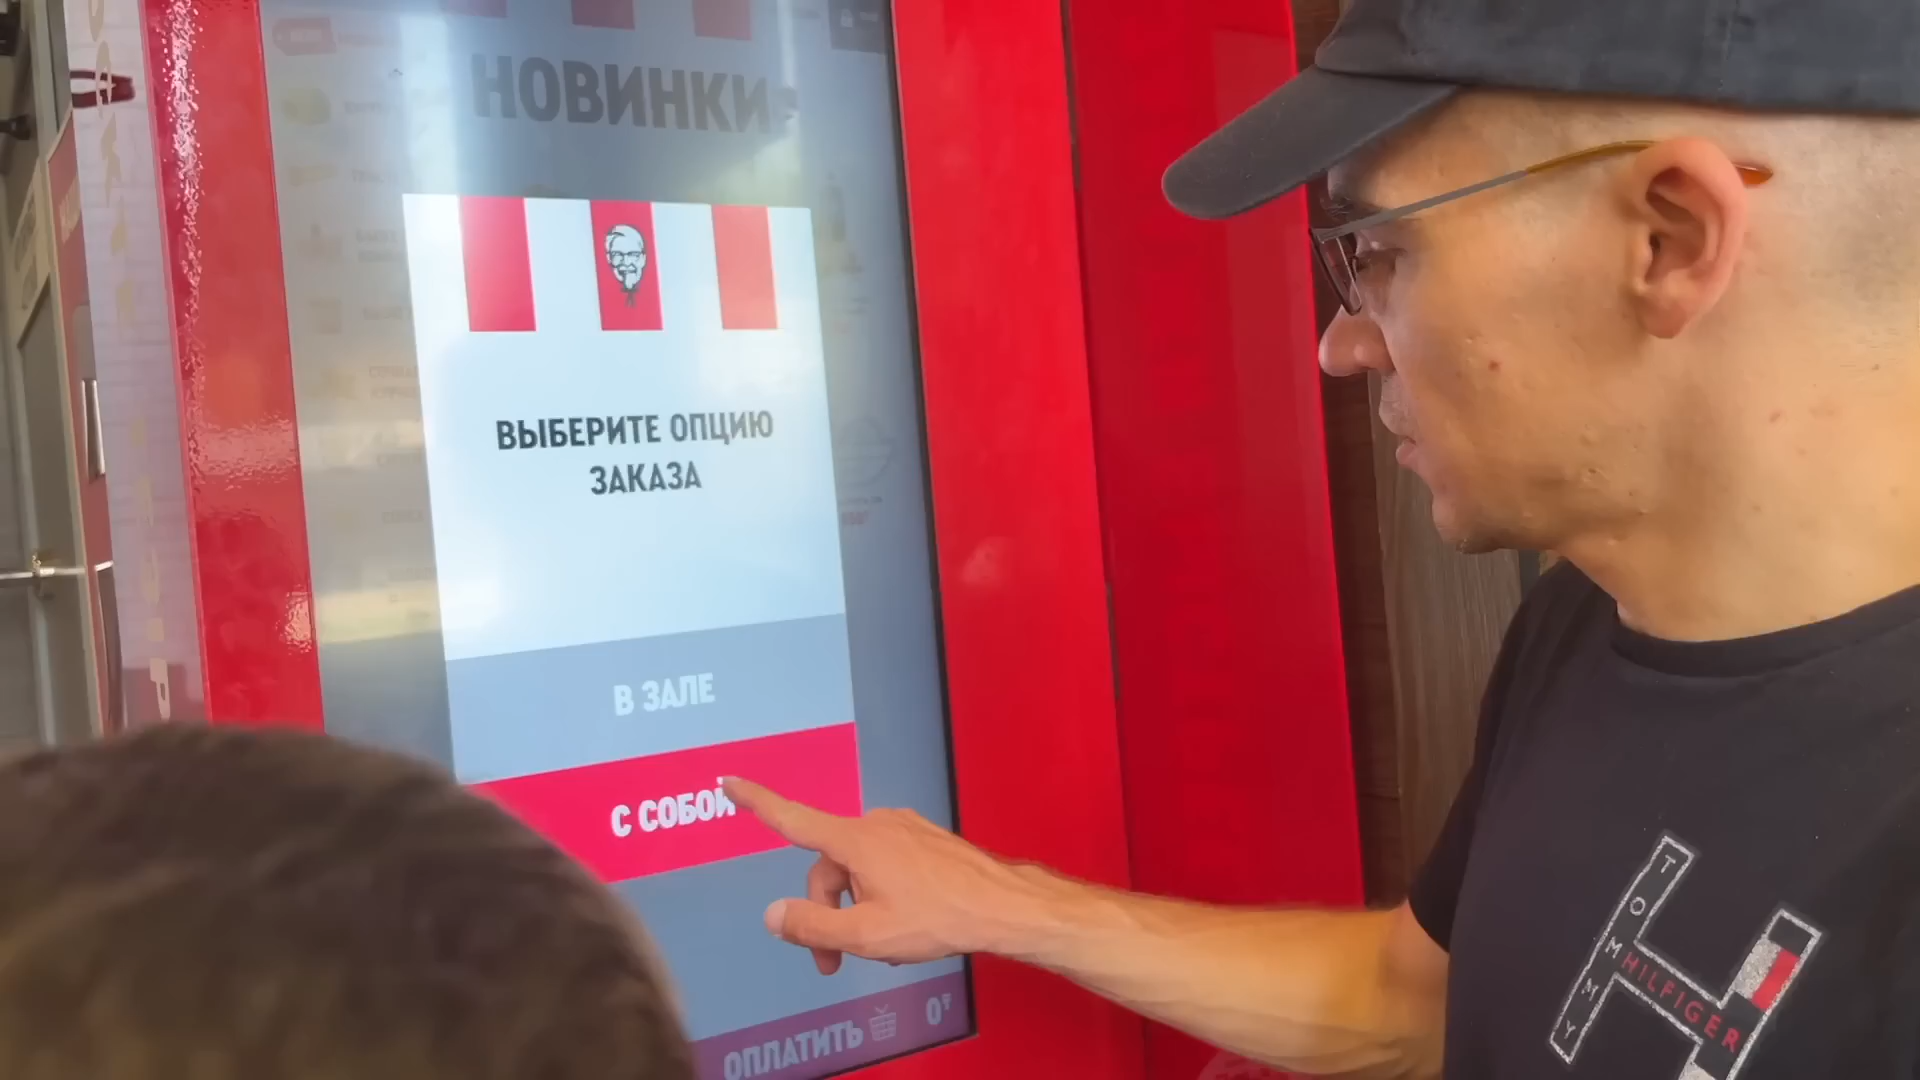 НОВИНКИ
ВЫБЕРИТЕ ОПЦИЮ
ЗАКАЗА
В ЗАЛЕ
С СОБОЙ
ОПЛАТИТЬ 0₸
TOMMY
HILFIGER